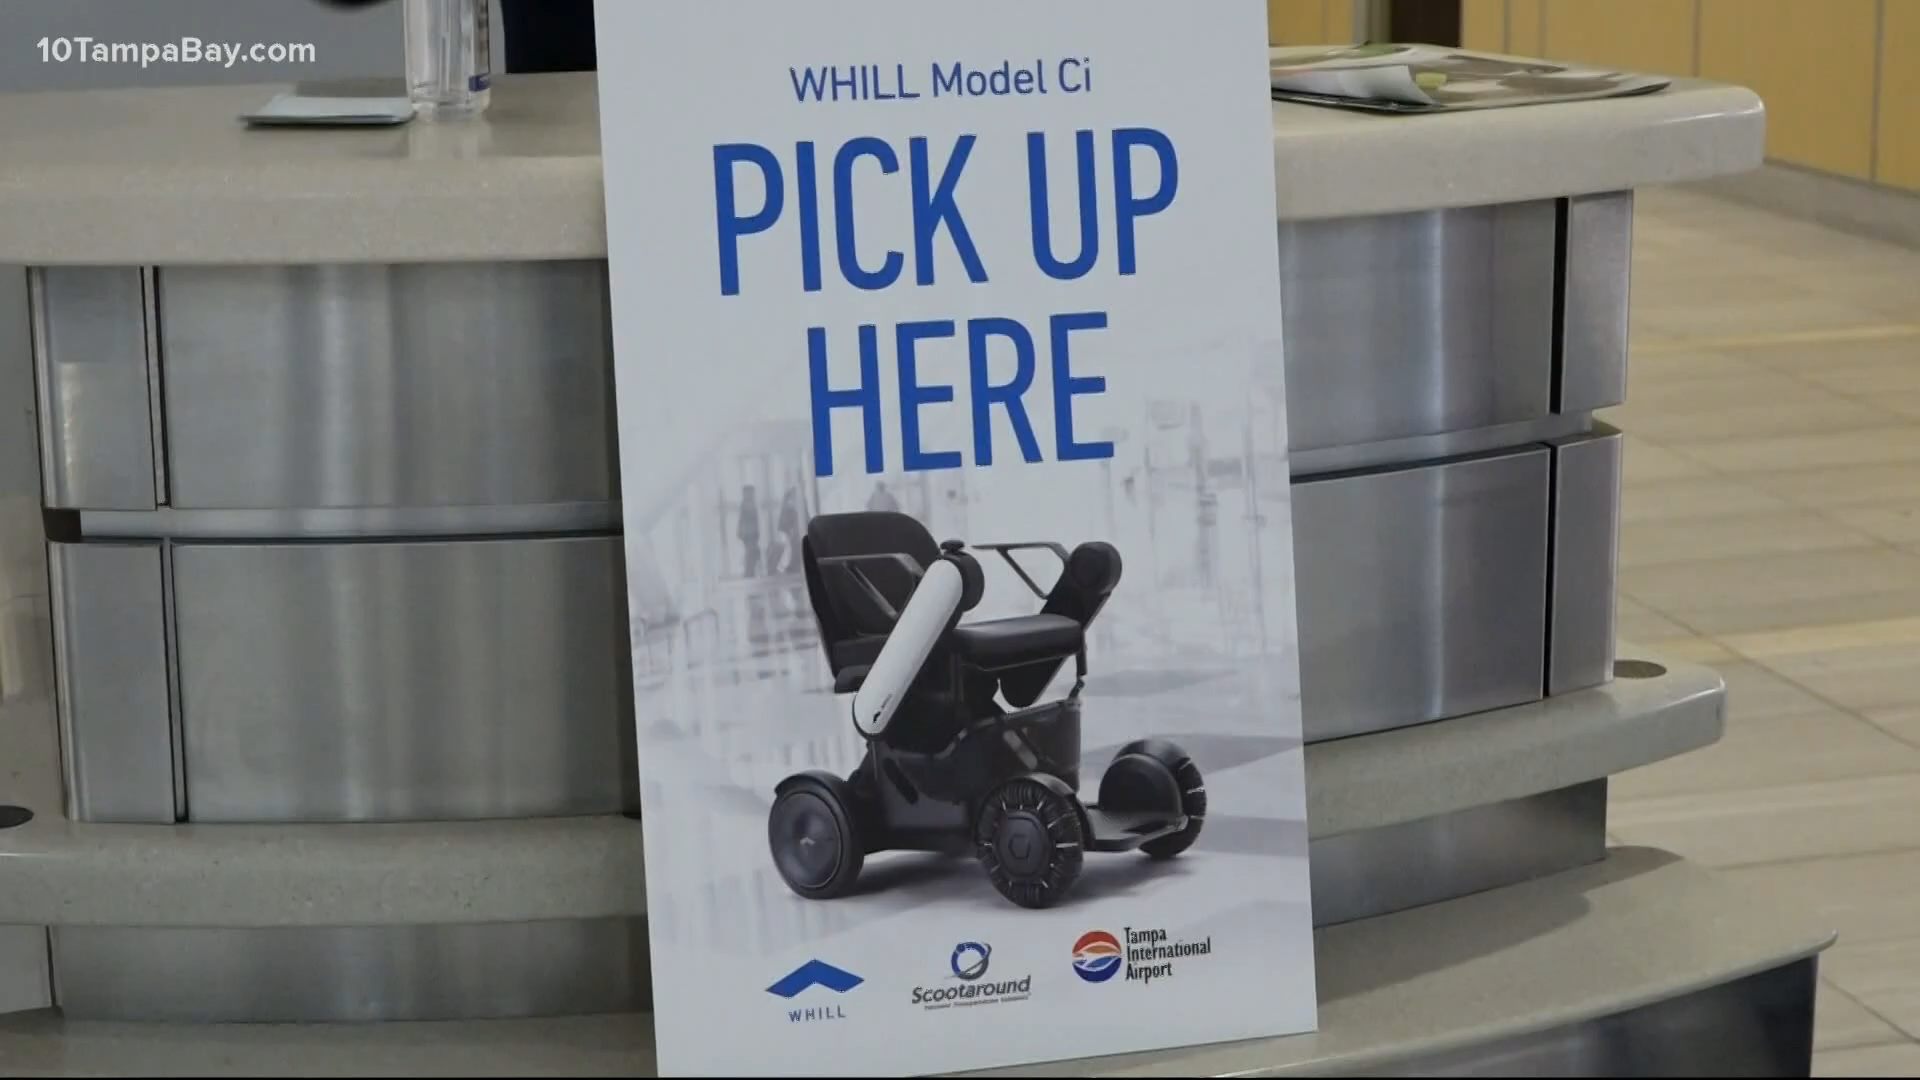 10TampaBay.com
WHILL Model Ci
PICK UP
HERE
WHILL
Scootaround
Tampa
International
Airport